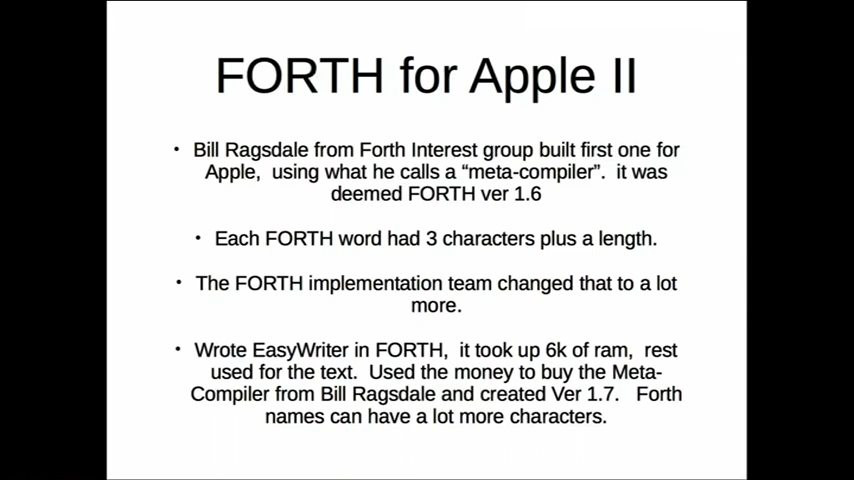 FORTH for Apple II
• Bill Ragsdale from Forth Interest group built first one for
Apple, using what he calls a “meta-compiler”. it was
deemed FORTH ver 1.6
• Each FORTH word had 3 characters plus a length.
• The FORTH implementation team changed that to a lot
more.
• Wrote EasyWriter in FORTH, it took up 6k of ram, rest
used for the text. Used the money to buy the Meta-
Compiler from Bill Ragsdale and created Ver 1.7. Forth
names can have a lot more characters.